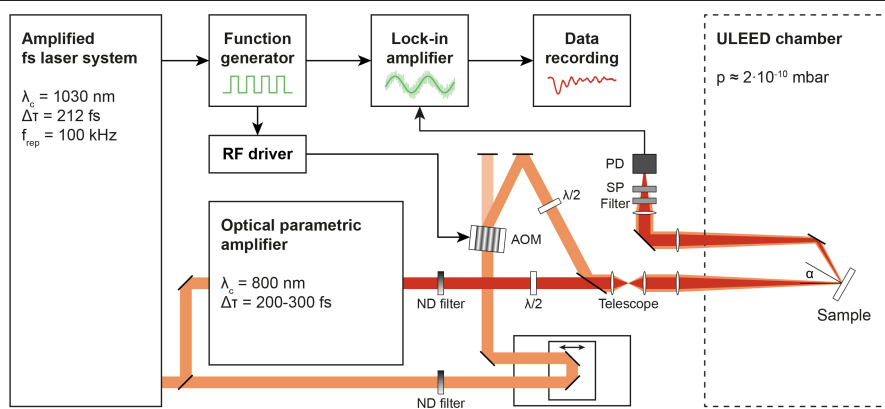 Amplified
fs laser system
λc = 1030 nm
Δτ = 212 fs
frep = 100 kHz
Function
generator
Lock-in
amplifier
Data
recording
ULEED chamber
p ≈ 2·10-10 mbar
RF driver
PD
SP
Filter
λ/2
AOM
Optical parametric
amplifier
λc = 800 nm
Δτ = 200-300 fs
ND filter
λ/2
Telescope
α
Sample
ND filter